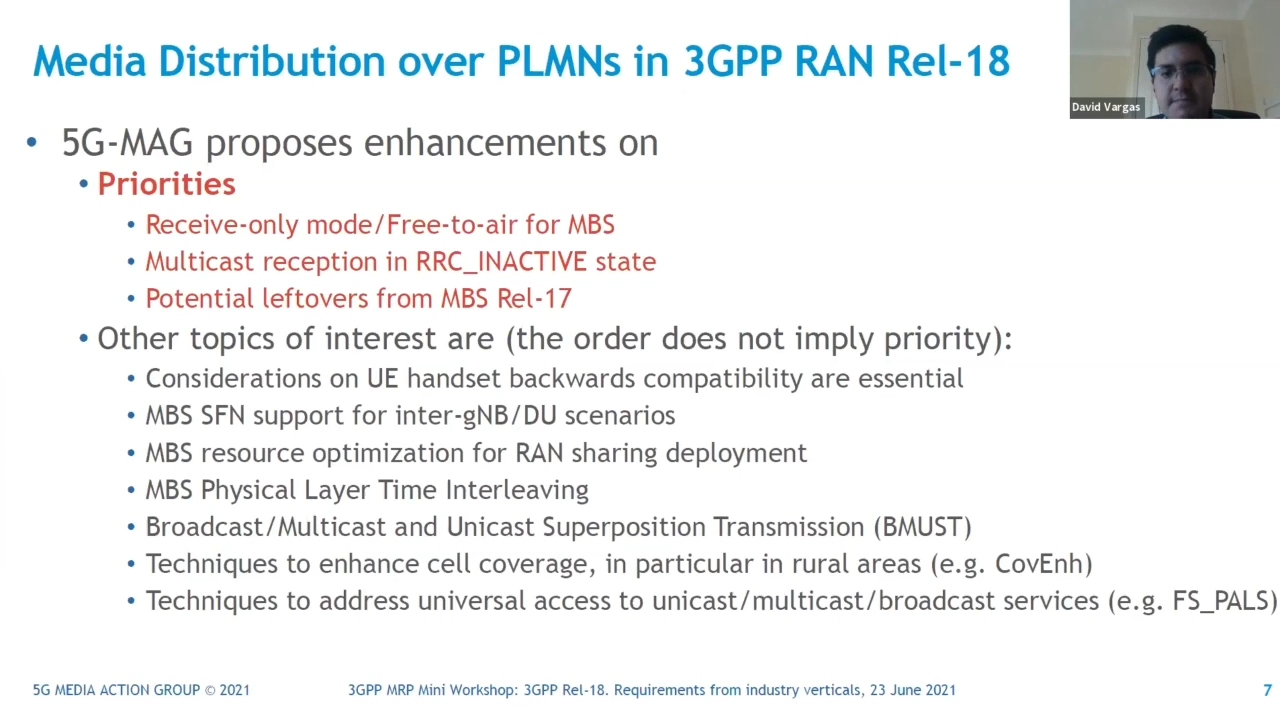 Media Distribution over PLMNs in 3GPP RAN Rel-18
David Vargas
• 5G-MAG proposes enhancements on
• Priorities
• Receive-only mode/Free-to-air for MBS
• Multicast reception in RRC_INACTIVE state
• Potential leftovers from MBS Rel-17
• Other topics of interest are (the order does not imply priority):
• Considerations on UE handset backwards compatibility are essential
• MBS SFN support for inter-gNB/DU scenarios
• MBS resource optimization for RAN sharing deployment
• MBS Physical Layer Time Interleaving
• Broadcast/Multicast and Unicast Superposition Transmission (BMUST)
• Techniques to enhance cell coverage, in particular in rural areas (e.g. CovEnh)
• Techniques to address universal access to unicast/multicast/broadcast services (e.g. FS_PALS)
5G MEDIA ACTION GROUP © 2021
3GPP MRP Mini Workshop: 3GPP Rel-18. Requirements from industry verticals, 23 June 2021
7